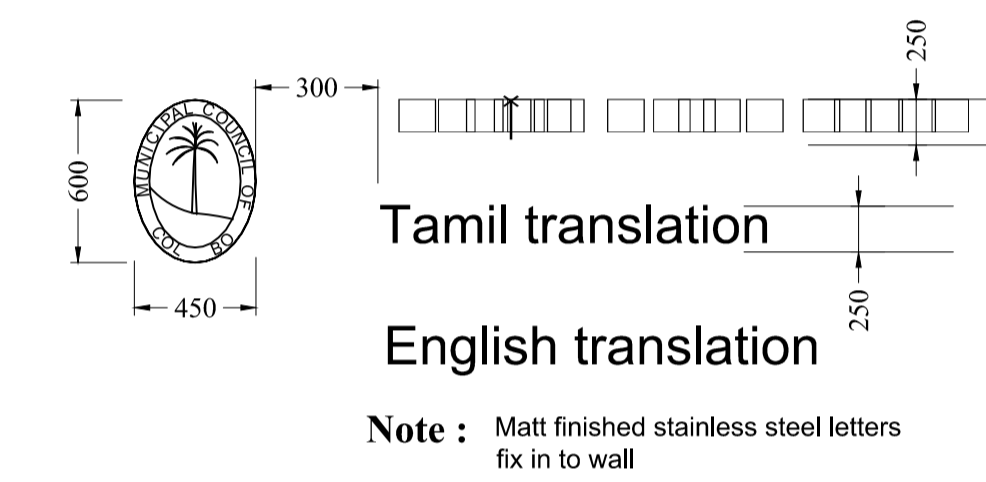 250
300
MUNICIPAL COUNCIL OF
COL BO
600
Tamil translation
450
250
English translation
Note : Matt finished stainless steel letters
fix in to wall